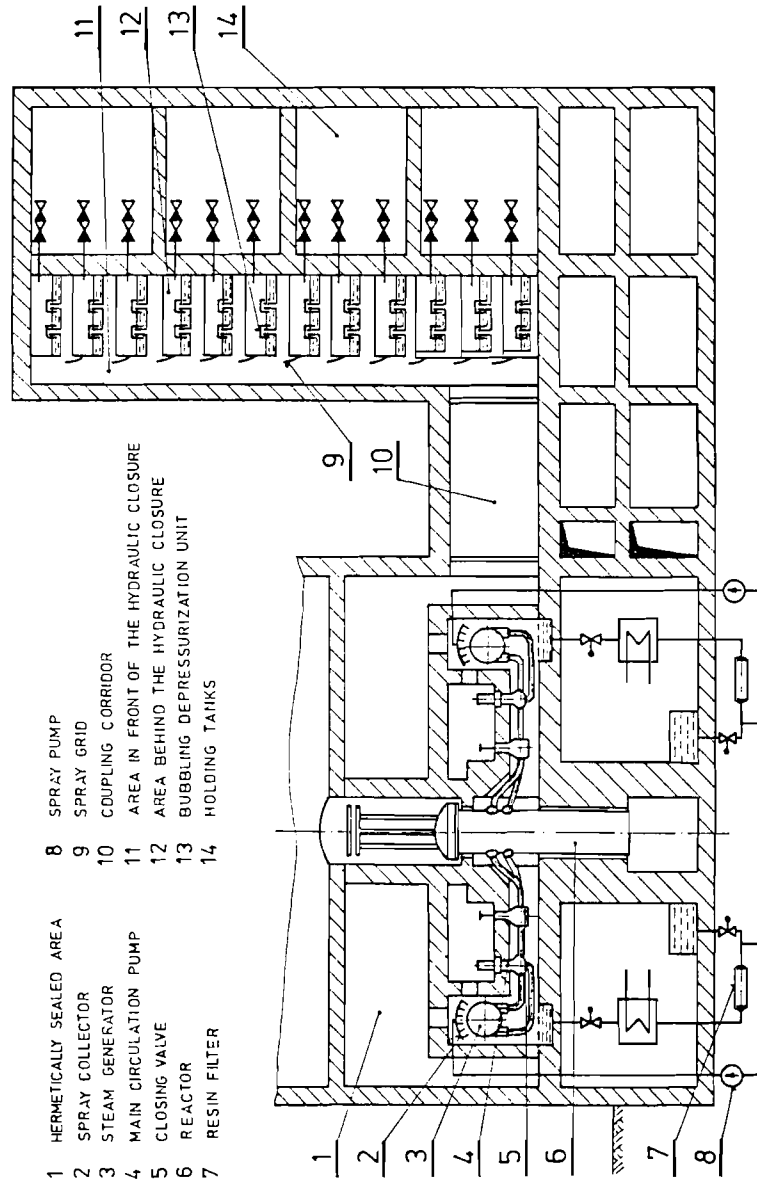 1 HERMETICALLY SEALED AREA
2 SPRAY COLLECTOR
3 STEAM GENERATOR
4 MAIN CIRCULATION PUMP
5 CLOSING VALVE
6 REACTOR
7 RESIN FILTER
8 SPRAY PUMP
9 SPRAY GRID
10 COUPLING CORRIDOR
11 AREA IN FRONT OF THE HYDRAULIC CLOSURE
12 AREA BEHIND THE HYDRAULIC CLOSURE
13 BUBBLING DEPRESSURIZATION UNIT
14 HOLDING TANKS
1
2
3
4
5
6
7
8
9
10
11
12
13
14